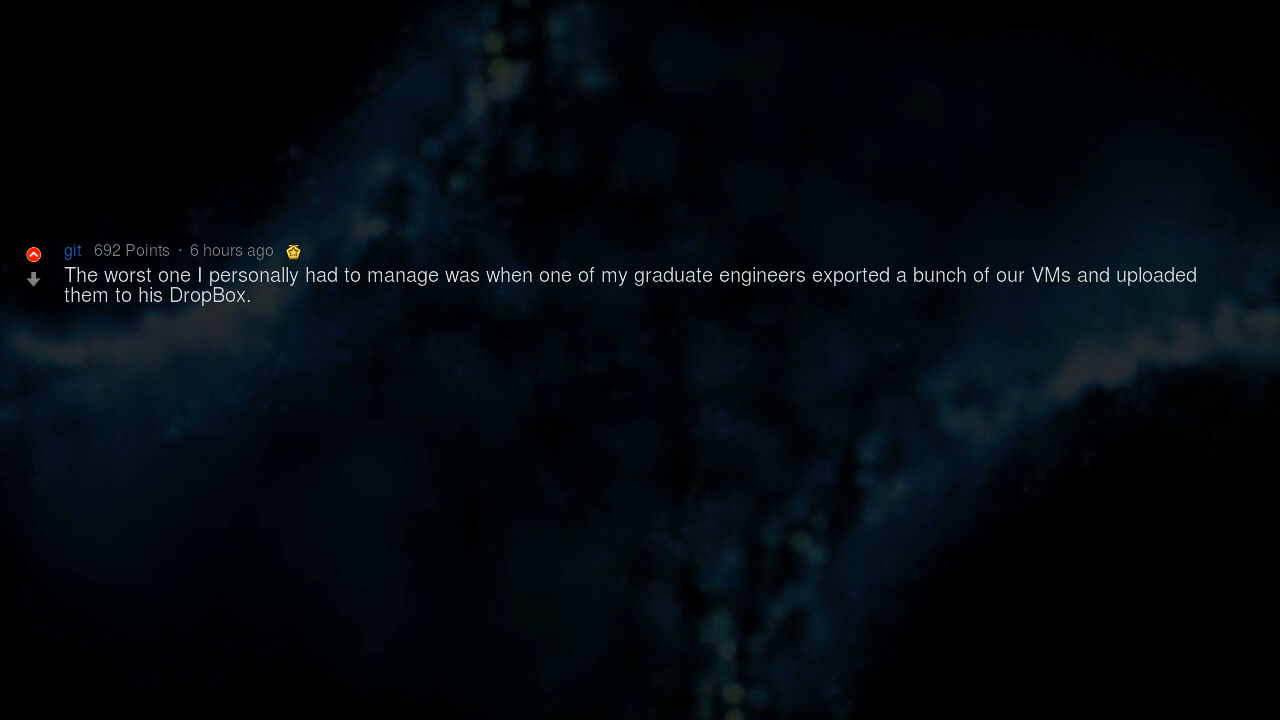 git 692 Points · 6 hours ago
The worst one I personally had to manage was when one of my graduate engineers exported a bunch of our VMs and uploaded
them to his DropBox.